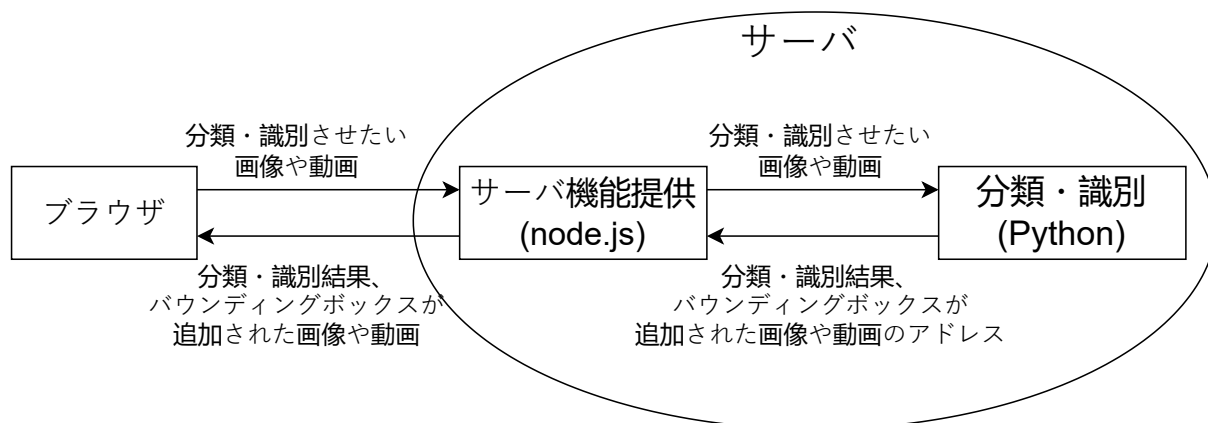 サーバ
分類・識別させたい
画像や動画
分類・識別させたい
画像や動画
ブラウザ
サーバ機能提供
(node.js)
分類・識別
(Python)
分類・識別結果、
バウンディングボックスが
追加された画像や動画
分類・識別結果、
バウンディングボックスが
追加された画像や動画のアドレス